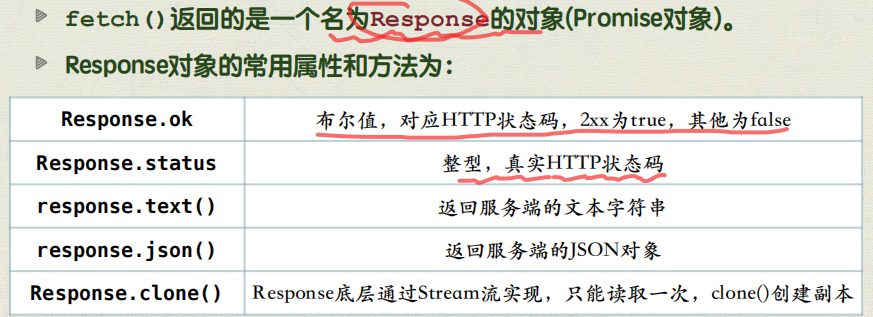 fetch()返回的是一个名为Response的对象(Promise对象)。
Response对象的常用属性和方法为：
Response.ok 布尔值，对应HTTP状态码，2xx为true，其他为false
Response.status 整型，真实HTTP状态码
response.text() 返回服务端的文本字符串
response.json() 返回服务端的JSON对象
Response.clone() Response底层通过Stream流实现，只能读取一次，clone()创建副本